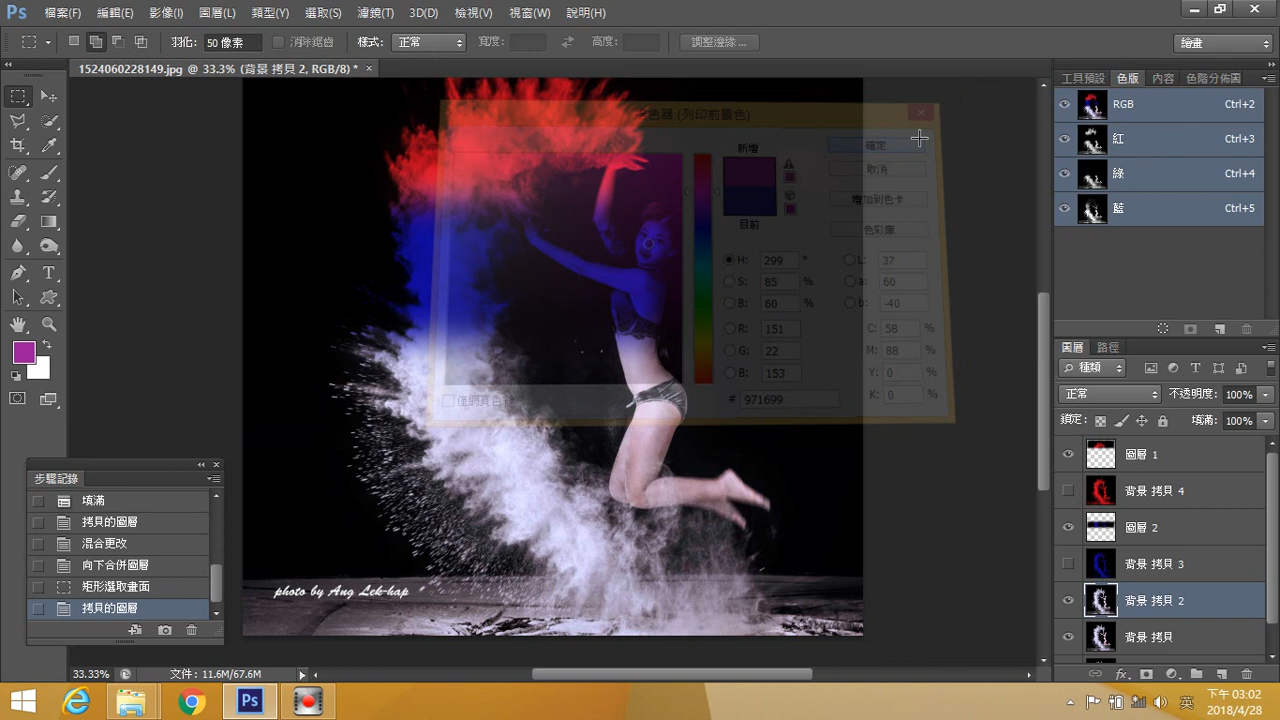 Ps 檔案(F) 編輯(E) 影像(I) 圖層(L) 類型(Y) 選取(S) 濾鏡(T) 3D(D) 檢視(V) 視窗(W) 說明(H)
羽化: 50 像素 消除鋸齒 樣式: 正常 寬度: 高度: 調整邊緣... 繪畫
1524060228149.jpg @ 33.3% (背景 拷貝 2, RGB/8) * ×
工具預設 色版 內容 色階分佈圖
RGB Ctrl+2
紅 Ctrl+3
綠 Ctrl+4
藍 Ctrl+5
色器 (列印前景色)
新增
目前
確定
取消
增加到色卡
色彩庫
H: 299 °
S: 85 %
B: 60 %
R: 151
G: 22
B: 153
# 971699
L: 37
a: 60
b: -40
C: 58 %
M: 88 %
Y: 0 %
K: 0 %
photo by Ang Lek-hap
圖層 路徑
種類
正常 不透明度: 100%
鎖定: 填滿: 100%
圖層 1
背景 拷貝 4
圖層 2
背景 拷貝 3
背景 拷貝 2
背景 拷貝
步驟記錄
填滿
拷貝的圖層
混合更改
向下合併圖層
矩形選取畫面
拷貝的圖層
33.33% 文件: 11.6M/67.6M
Ps
英
下午 03:02
2018/4/28